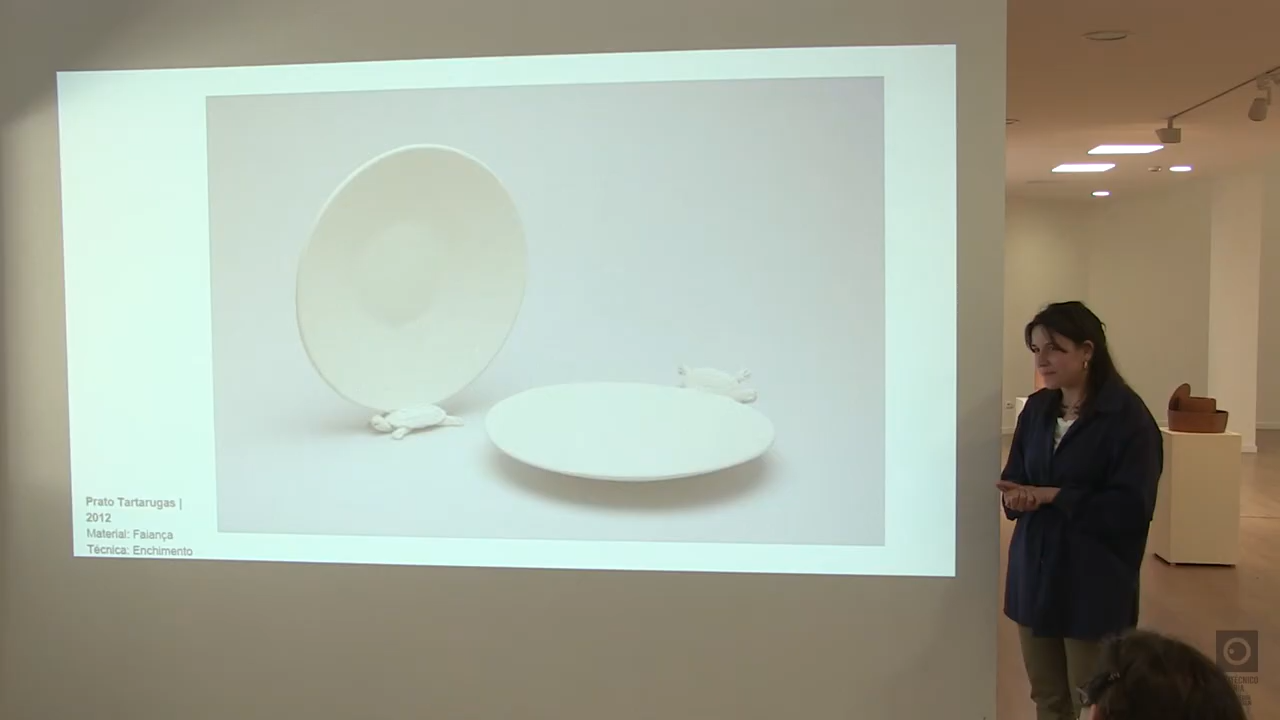 Prato Tartarugas |
2012
Material: Faiança
Técnica: Enchimento